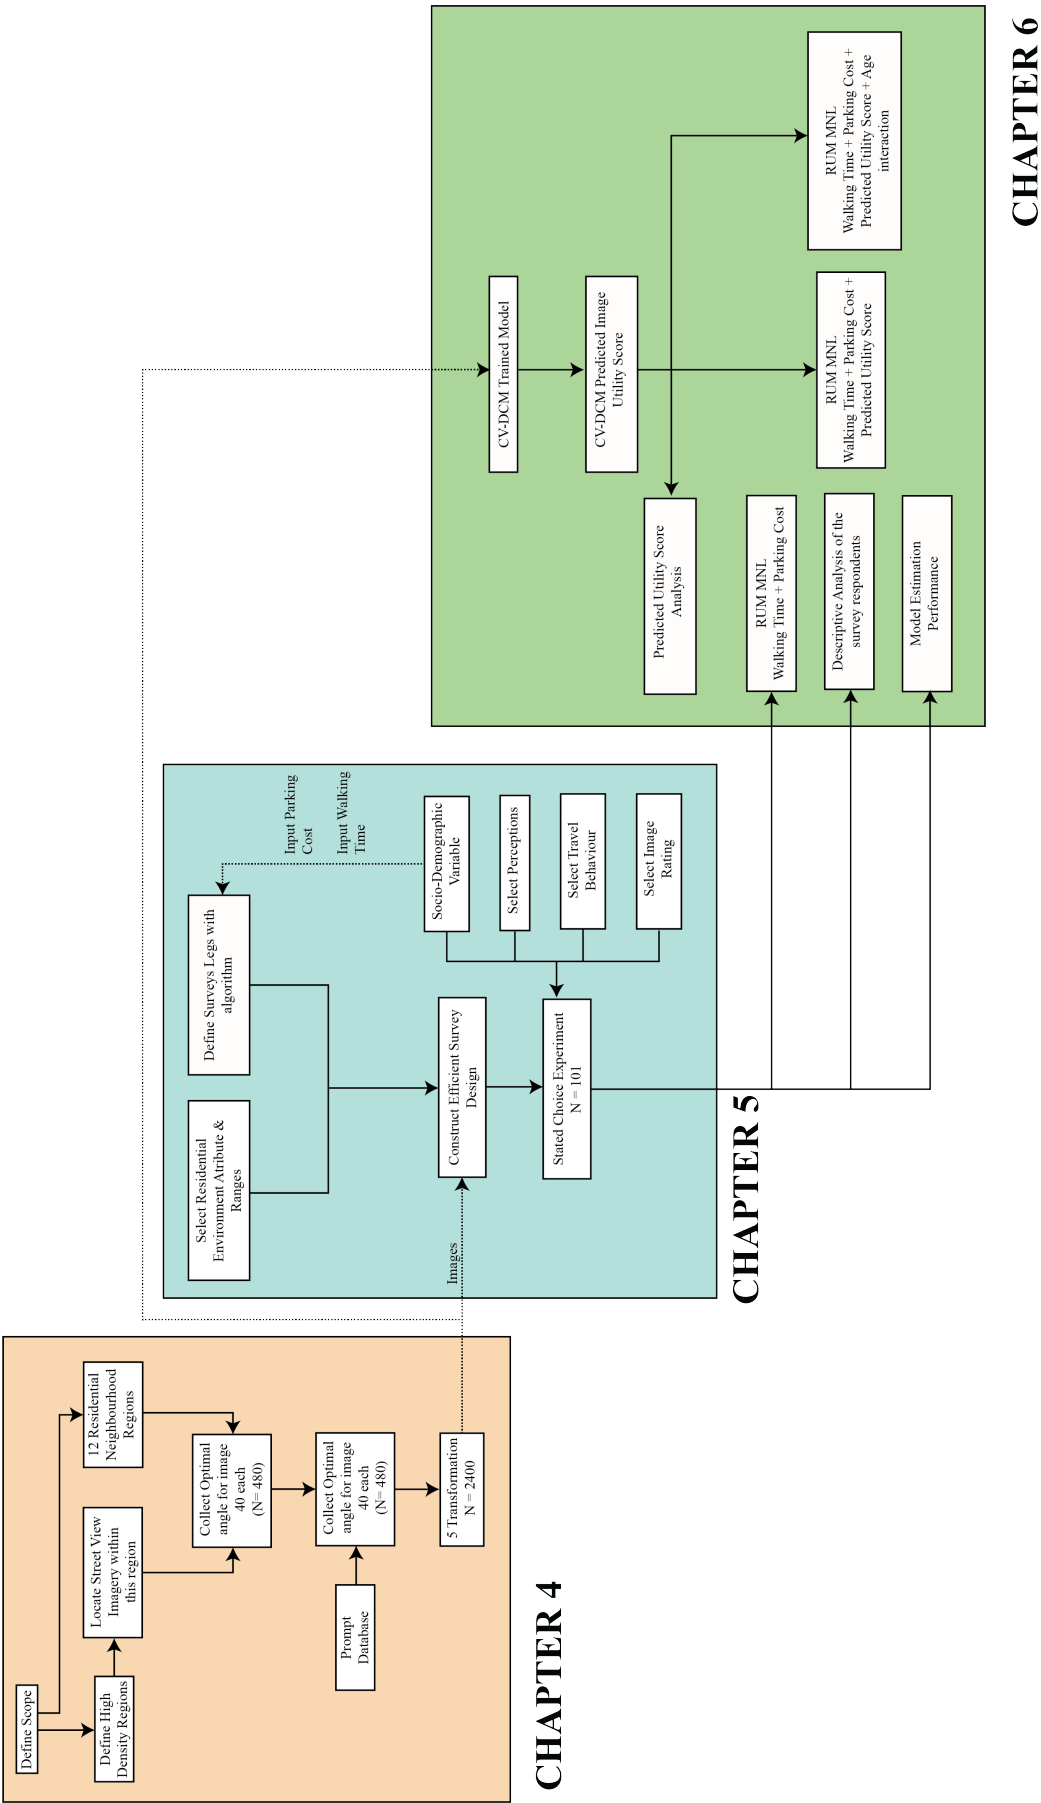 Define Scope
Define High
Density Regions
Locate Street View
Imagery within
this region
12 Residential
Neighbourhood
Regions
Collect Optimal
angle for image
40 each
(N= 480)
Prompt
Database
Collect Optimal
angle for image
40 each
(N= 480)
5 Transformation
N = 2400
CHAPTER 4
Images
Select Residential
Environment Atribute &
Ranges
Define Surveys Legs with
algorithm
Input Parking
Cost
Input Walking
Time
Construct Efficient Survey
Design
Stated Choice Experiment
N = 101
Socio-Demographic
Variable
Select Perceptions
Select Travel
Behaviour
Select Image
Rating
CHAPTER 5
CV-DCM Trained Model
CV-DCM Predicted Image
Utility Score
Predicted Utility Score
Analysis
RUM MNL
Walking Time + Parking Cost
Descriptive Analysis of the
survey respondents
Model Estimation
Performance
RUM MNL
Walking Time + Parking Cost +
Predicted Utility Score
RUM MNL
Walking Time + Parking Cost +
Predicted Utility Score + Age
interaction
CHAPTER 6